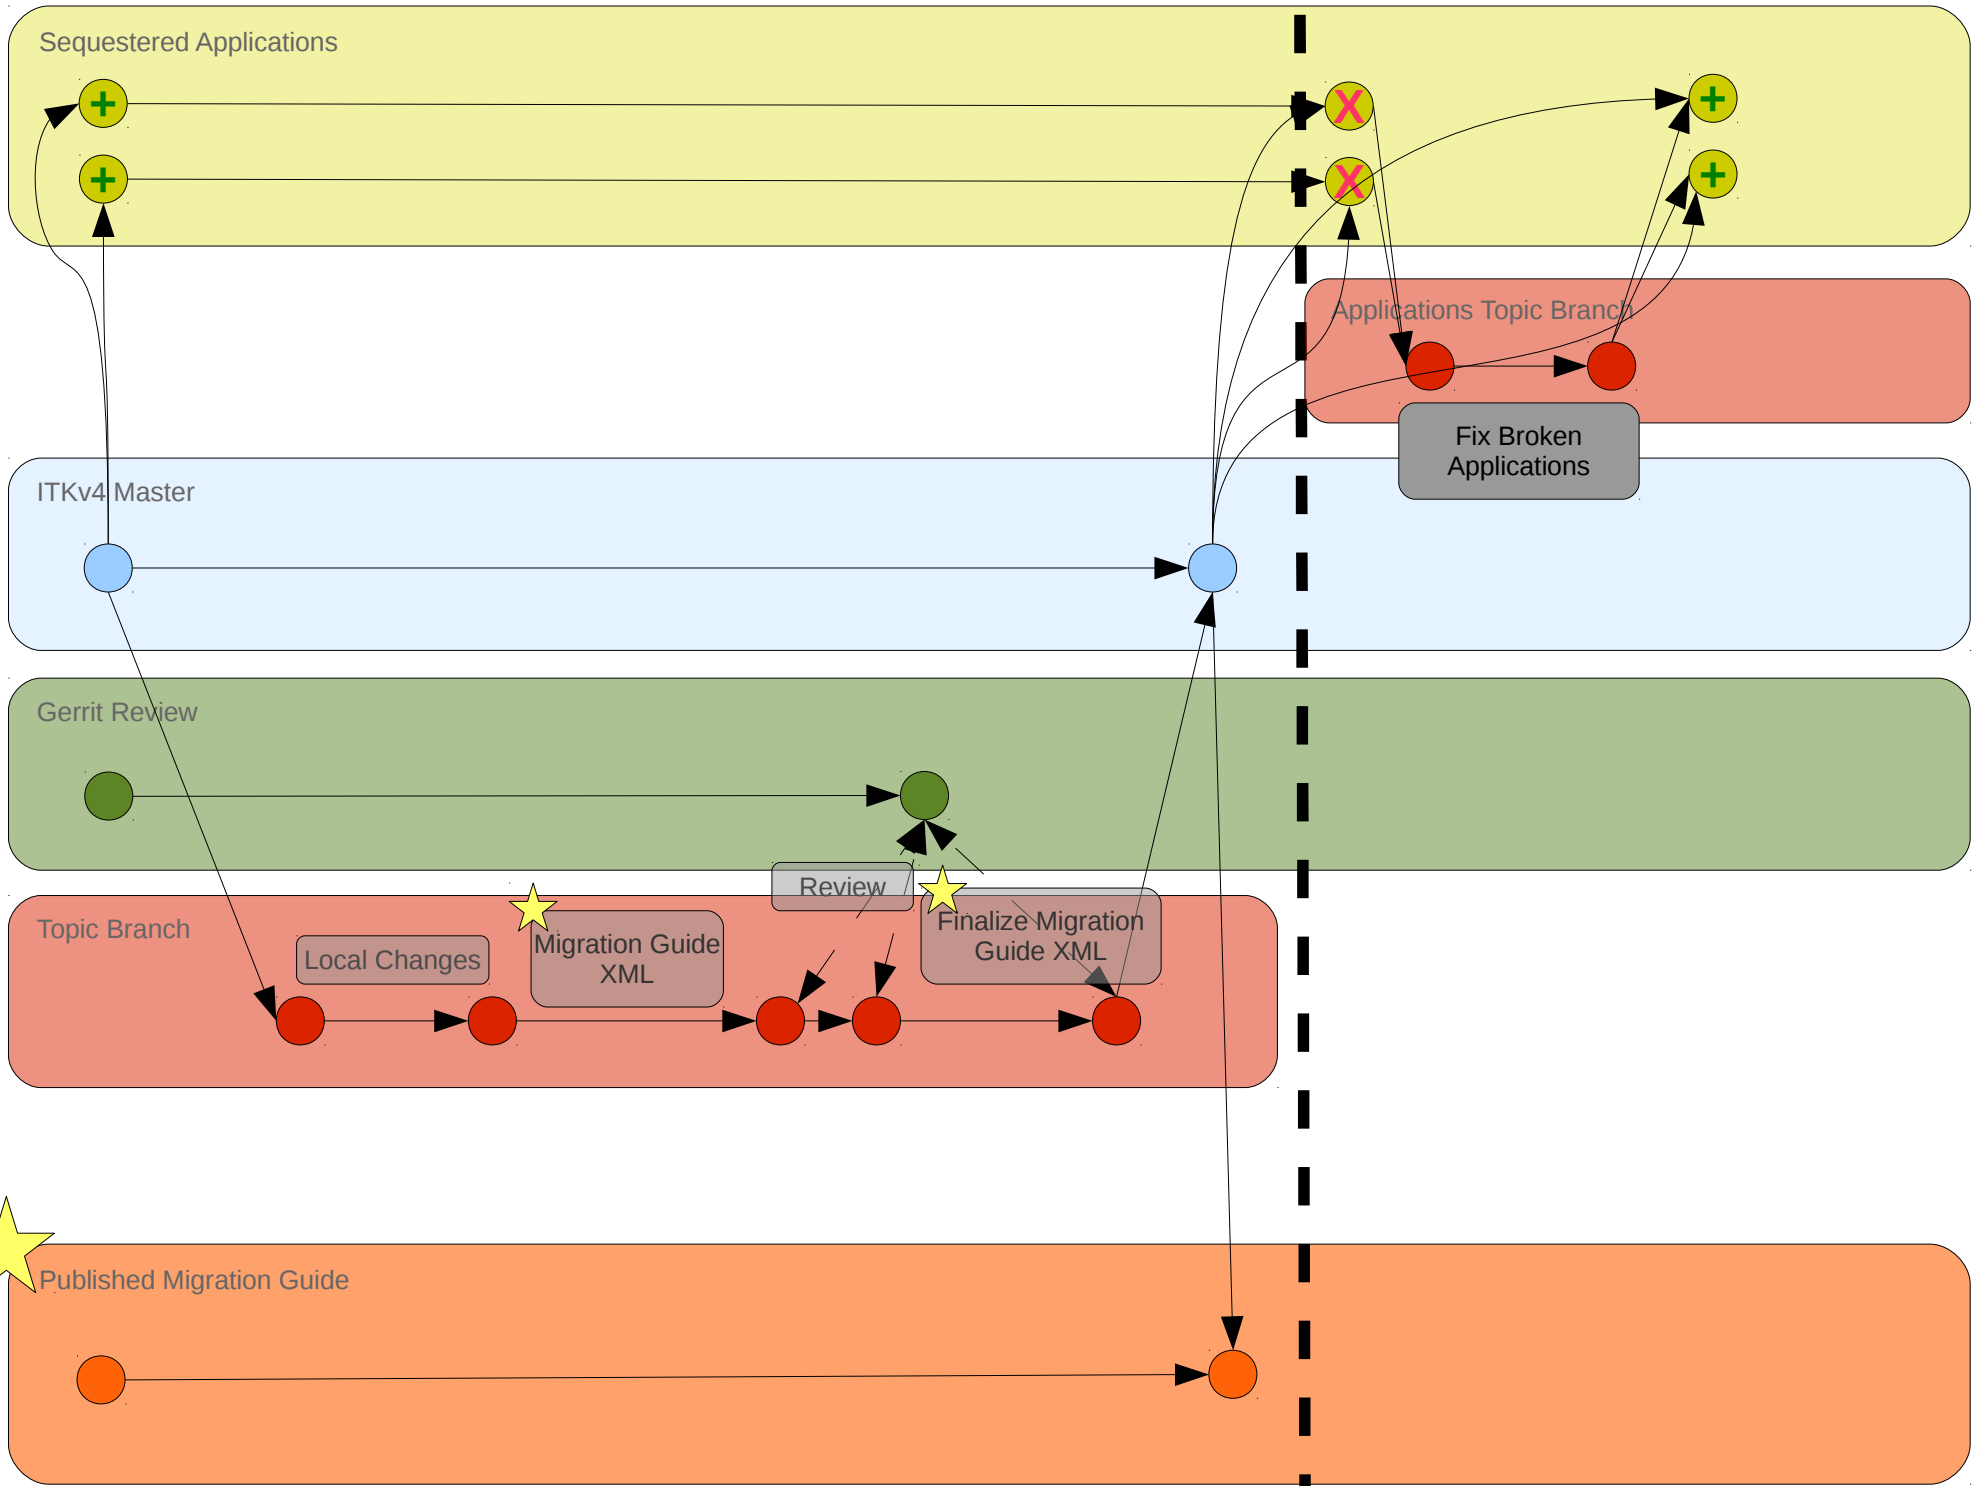 Sequestered Applications
+
X
+
+
X
+
Applications Topic Branch
Fix Broken
Applications
ITKv4 Master
Gerrit Review
Review
Topic Branch
Local Changes
Migration Guide
XML
Finalize Migration
Guide XML
Published Migration Guide